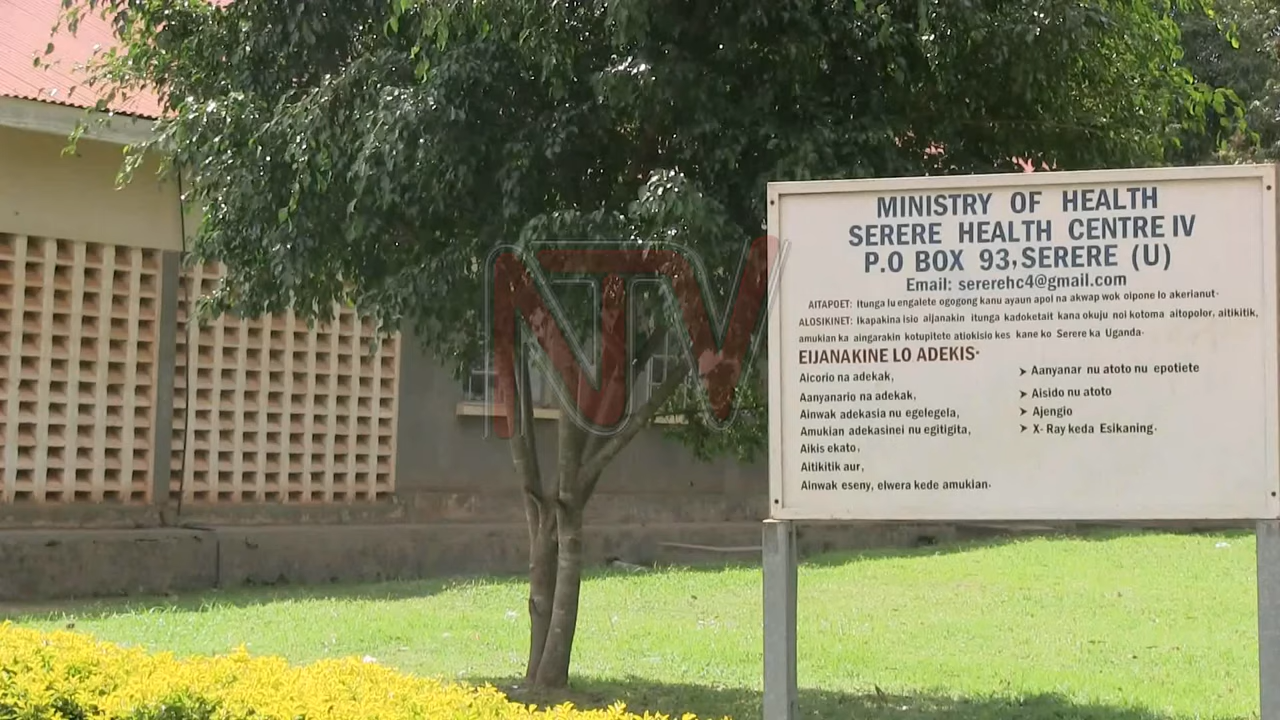 MINISTRY OF HEALTH
SERERE HEALTH CENTRE IV
P.O BOX 93, SERERE (U)
Email: sererehc4@gmail.com
AITAPOET: Itunga lu engalete ogogong kanu ayaun apol na akwap wok oipone lo akerianut.
ALOSIKINET: Ikapakina isio aijanakin itunga kadoketait kana okuju noi kotoma aitopolor, aitikitik,
amukian ka aingarakin kotupitete atiokisio kes kane ko Serere ka Uganda.
EIJANAKINE LO ADEKIS.
Aicorio na adekak,
Aanyanario na adekak,
Ainwak adekasia nu egelegela,
Amukian adekasinei nu egitigita,
Aikis ekato,
Aitikitik aur,
Ainwak eseny, elwera kede amukian.
➤ Aanyanar nu atoto nu epotiete
➤ Aisido nu atoto
➤ Ajengio
➤ X- Ray keda Esikaning.
NTV